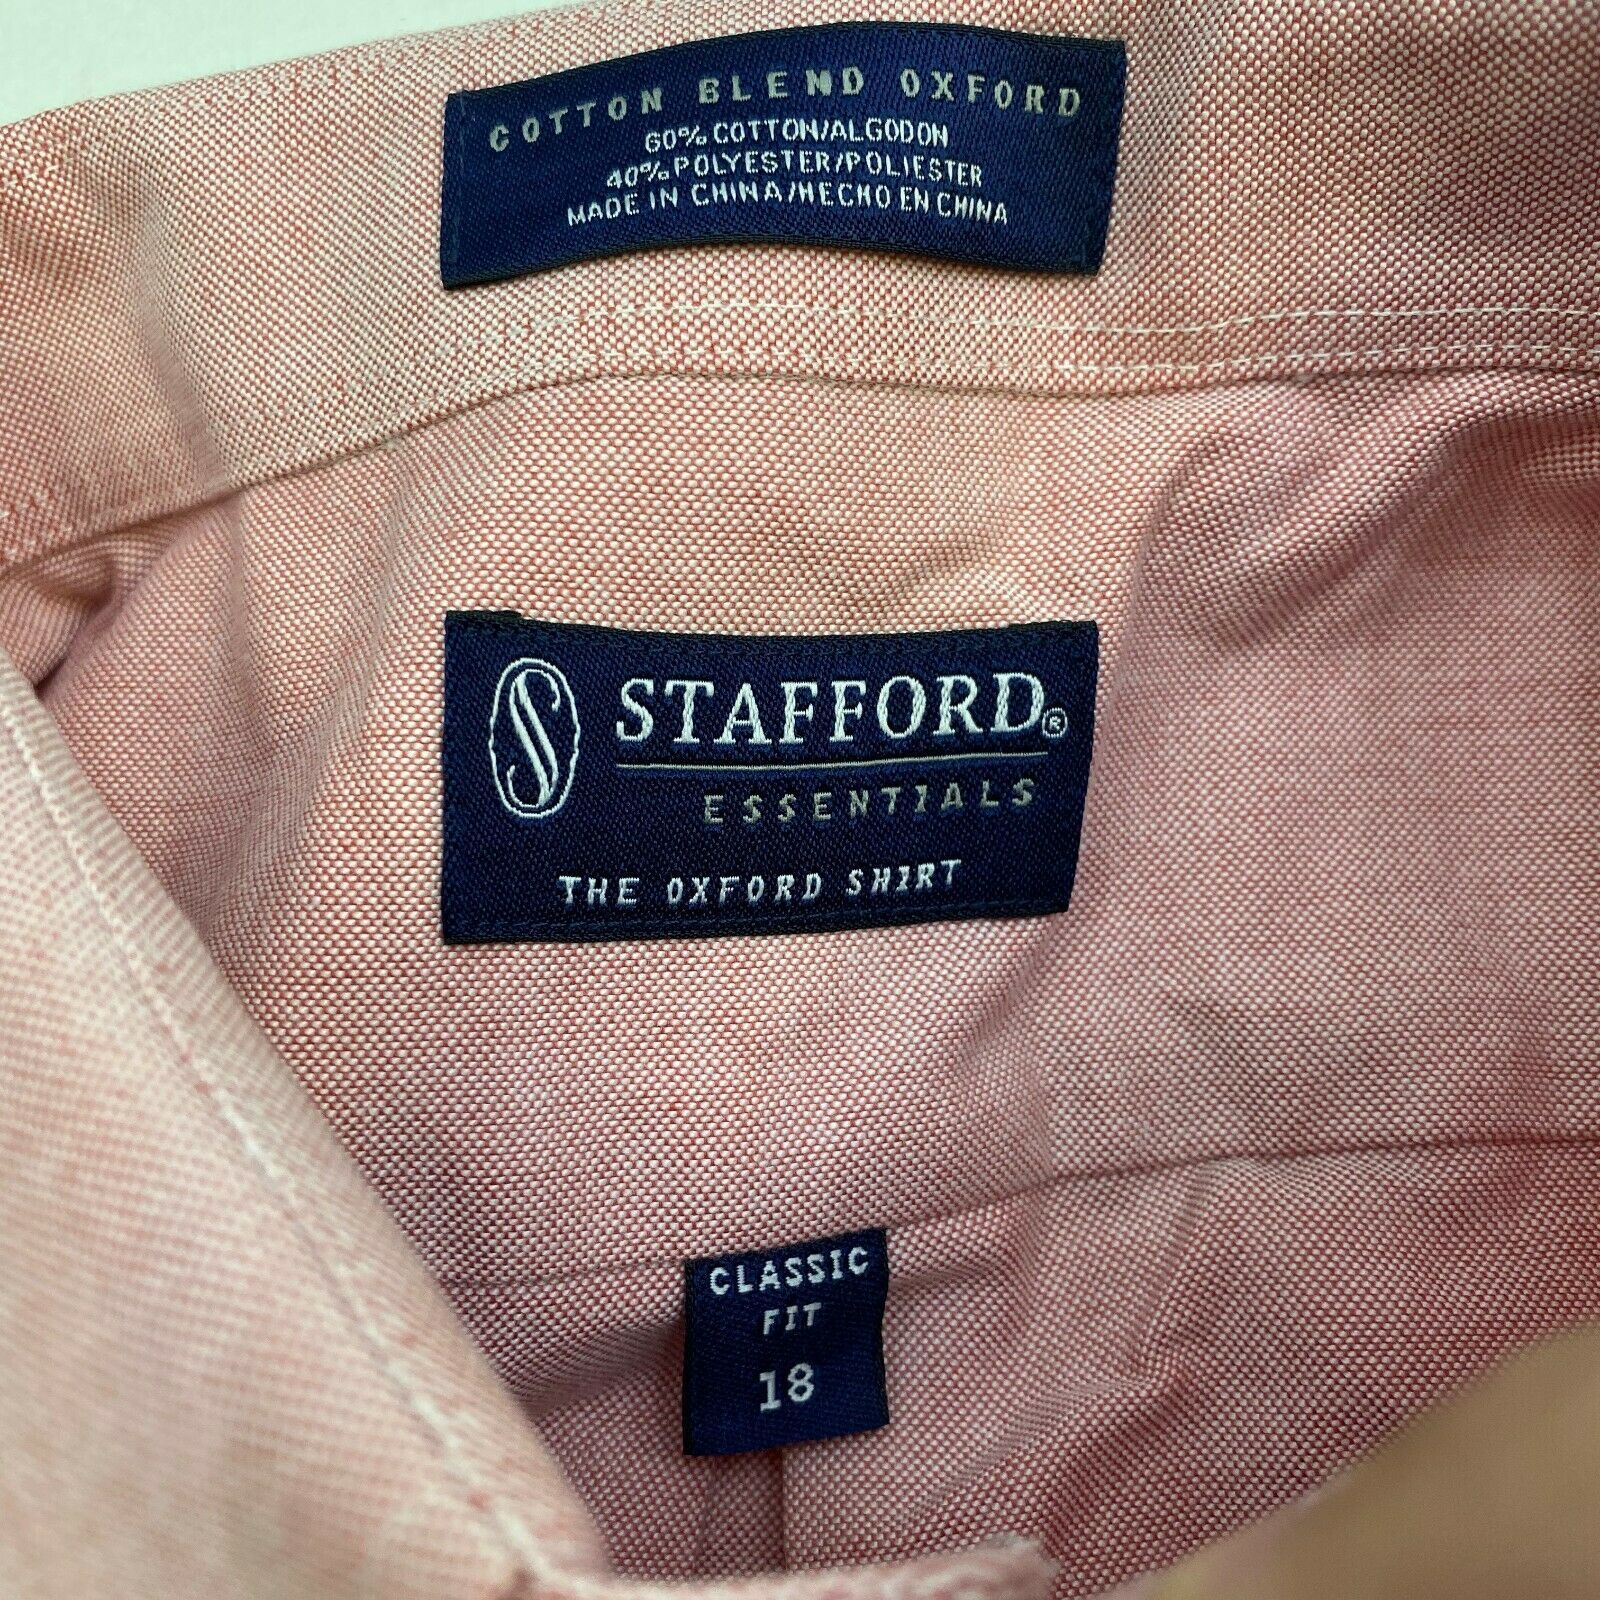 COTTON BLEND OXFORD
60% COTTON/ALGODON
40% POLYESTER/POLIESTER
MADE IN CHINA/HECHO EN CHINA
S STAFFORD®
ESSENTIALS
THE OXFORD SHIRT
CLASSIC
FIT
18